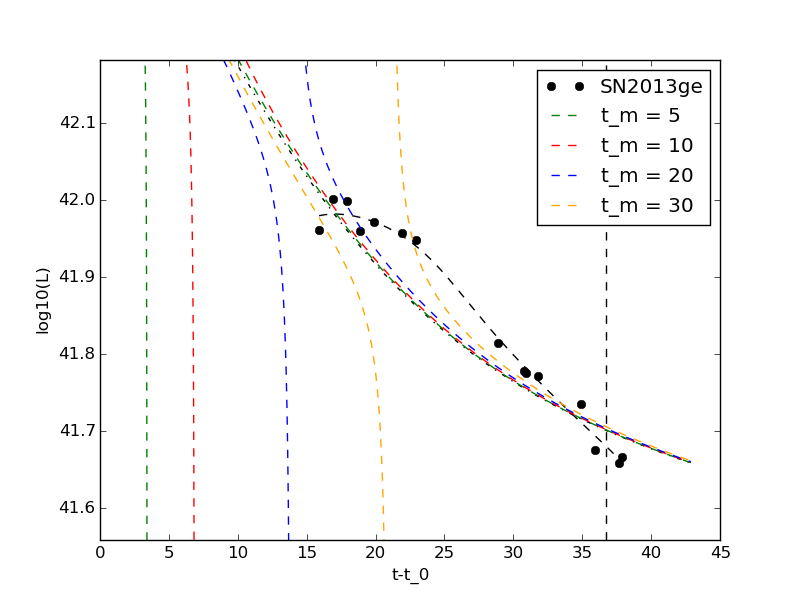 SN2013ge
t_m = 5
t_m = 10
t_m = 20
t_m = 30
42.1
42.0
41.9
41.8
41.7
41.6
log10(L)
0 5 10 15 20 25 30 35 40 45
t-t_0